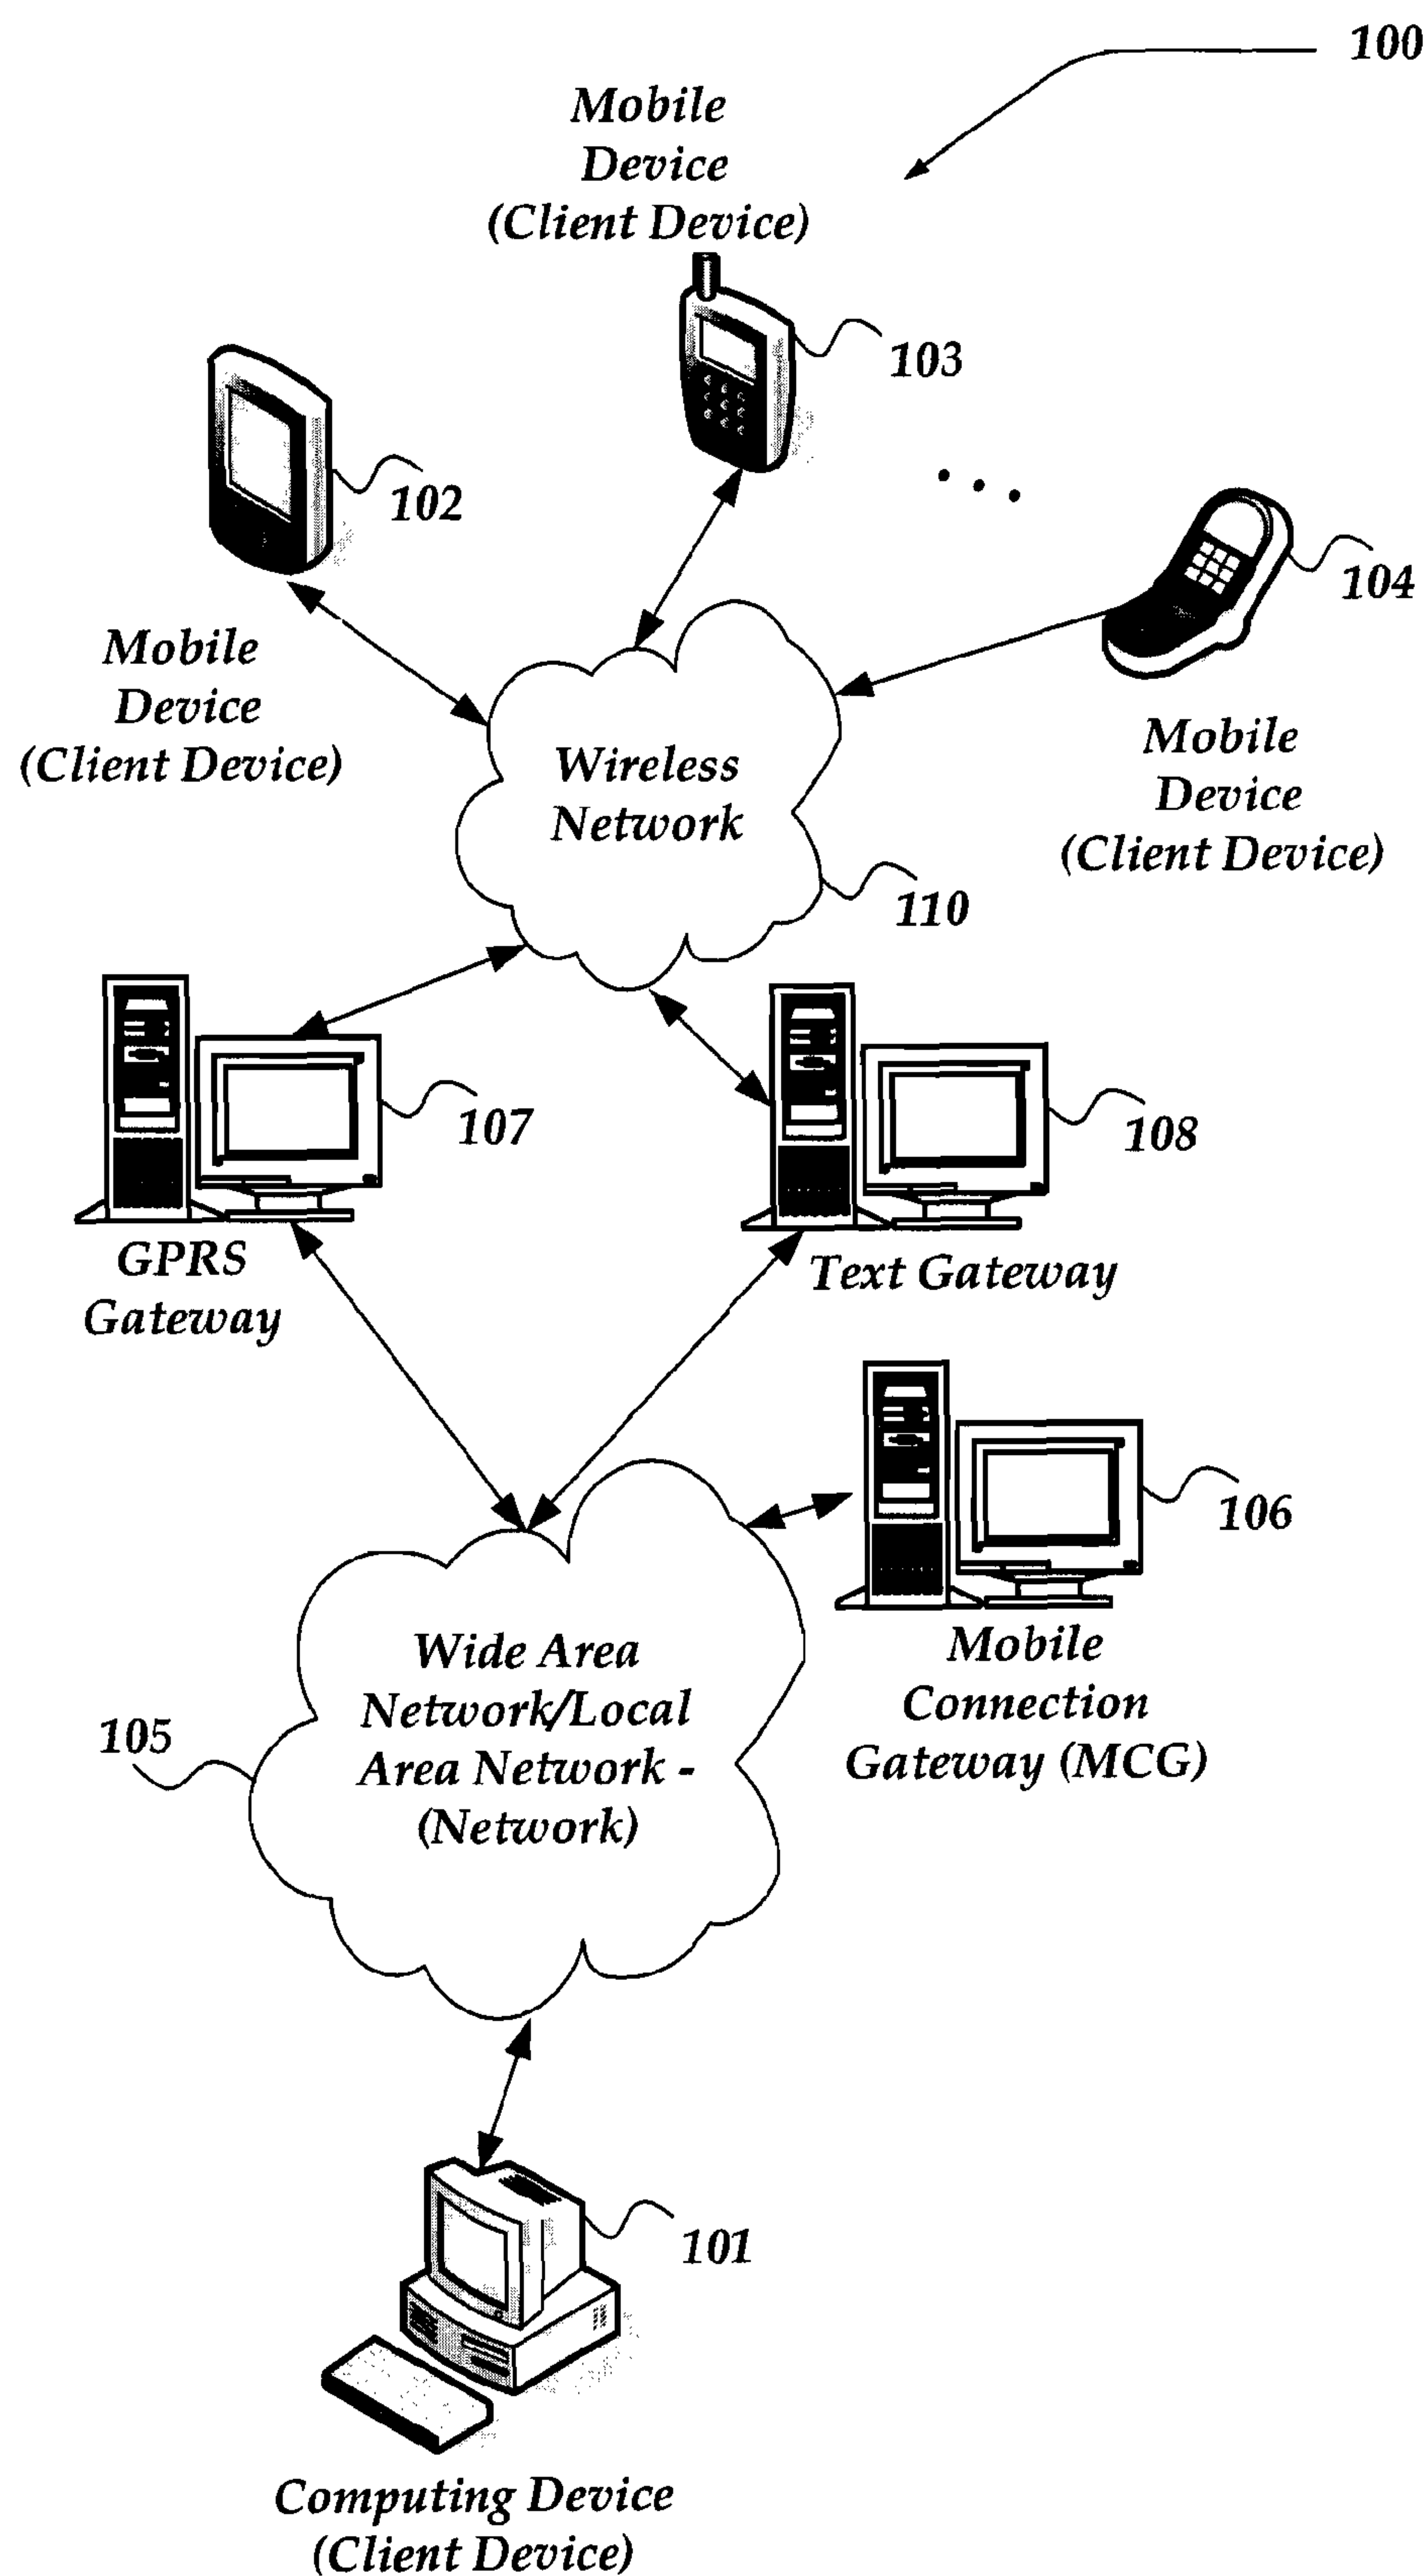 100
Mobile
Device
(Client Device)
103
102
104
Mobile
Device
(Client Device)
Mobile
Device
(Client Device)
Wireless
Network
110
107
108
GPRS
Gateway
Text Gateway
106
Mobile
Connection
Gateway (MCG)
Wide Area
Network/Local
Area Network -
(Network)
105
101
Computing Device
(Client Device)